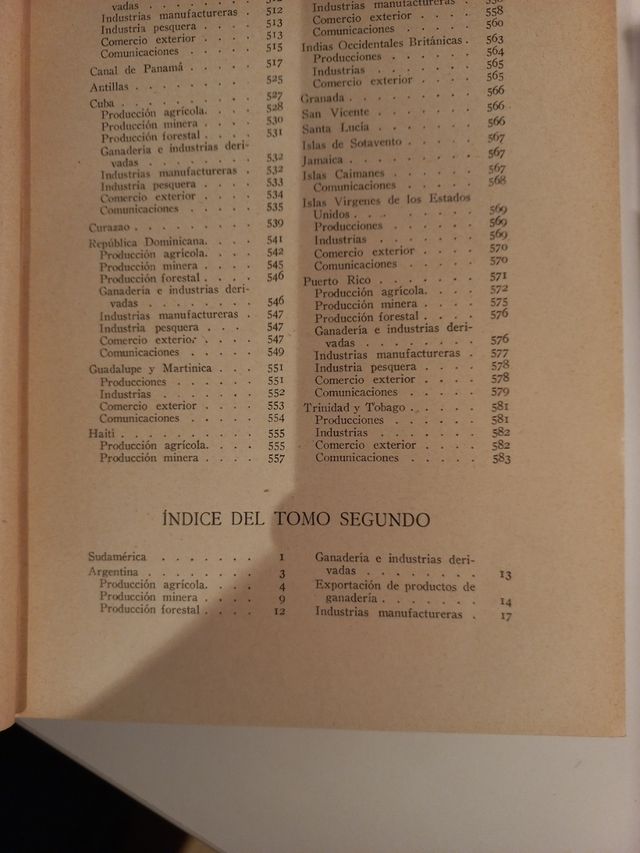 vadas . . . . . . . . 512
Industrias manufactureras . 512
Industria pesquera . . . . 513
Comercio exterior . . . . 513
Comunicaciones . . . . . 515
Canal de Panamá . . . . . 517
Antillas . . . . . . . . . 525
Cuba . . . . . . . . . . 527
Producción agrícola. . . . 528
Producción minera . . . . 530
Producción forestal . . . . 531
Ganadería e industrias deri-
vadas . . . . . . . . 532
Industrias manufactureras . 532
Industria pesquera . . . . 533
Comercio exterior . . . . 534
Comunicaciones . . . . . 535
Curazao . . . . . . . . . 539
República Dominicana. . . . 541
Producción agrícola. . . . 542
Producción minera . . . . 545
Producción forestal . . . . 546
Ganadería e industrias deri-
vadas . . . . . . . . 546
Industrias manufactureras . 547
Industria pesquera . . . 547
Comercio exterior . . . . 547
Comunicaciones . . . . . 549
Guadalupe y Martinica . . . 551
Producciones . . . . . . 551
Industrias . . . . . . . 552
Comercio exterior . . . . 553
Comunicaciones . . . . . 554
Haití . . . . . . . . . . 555
Producción agrícola. . . . 555
Producción minera . . . . 557
Industrias manufactureras .
Comercio exterior . . . . 558
Comunicaciones . . . . . 560
Indias Occidentales Británicas . 563
Producciones . . . . . . 564
Industrias . . . . . . . 565
Comercio exterior . . . . 565
Granada . . . . . . . . . 566
San Vicente . . . . . . . 566
Santa Lucía . . . . . . . 566
Islas de Sotavento . . . . . 567
Jamaica . . . . . . . . . 567
Islas Caimanes . . . . . . 567
Comunicaciones . . . . . 568
Islas Vírgenes de los Estados
Unidos . . . . . . . . 569
Producciones . . . . . . 569
Industrias . . . . . . . 569
Comercio exterior . . . . 570
Comunicaciones . . . . . 570
Puerto Rico . . . . . . . 571
Producción agrícola. . . . 572
Producción minera . . . . 575
Producción forestal . . . . 576
Ganadería e industrias deri-
vadas . . . . . . . . 576
Industrias manufactureras . 577
Industria pesquera . . . . 578
Comercio exterior . . . . 578
Comunicaciones . . . . . 579
Trinidad y Tobago . . . . . 581
Producciones . . . . . . 581
Industrias . . . . . . . 582
Comercio exterior . . . . 582
Comunicaciones . . . . . 583
ÍNDICE DEL TOMO SEGUNDO
Sudamérica . . . . . . . 1
Argentina . . . . . . . . 3
Producción agrícola. . . . 4
Producción minera . . . . 9
Producción forestal . . . . 12
Ganadería e industrias deri-
vadas . . . . . . . . 13
Exportación de productos de
ganadería . . . . . . . 14
Industrias manufactureras . 17